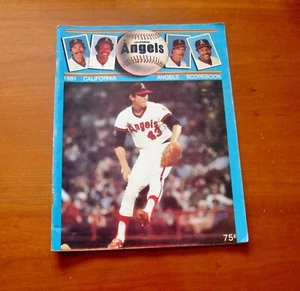 Angels
1981 CALIFORNIA ANGELS SCOREBOOK
Angels
43
75¢